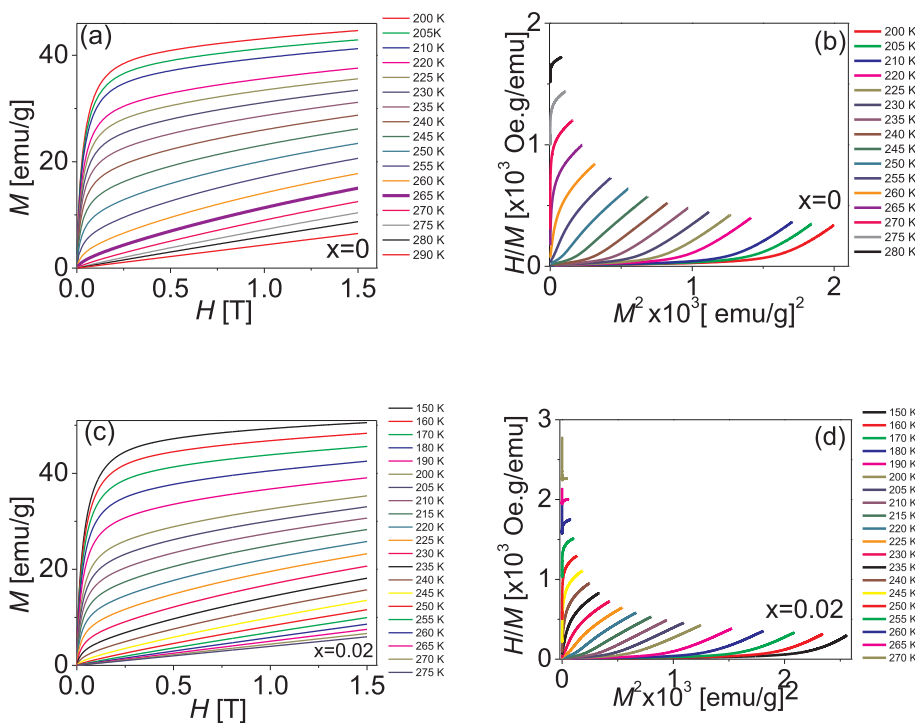 (a)
M [emu/g]
40
20
0
0.0 0.5 1.0 1.5
H [T]
x=0
200 K
205K
210 K
220 K
225 K
230 K
235 K
240 K
245 K
250 K
255 K
260 K
265 K
270 K
275 K
280 K
290 K
(b)
H/M [x10³ Oe.g/emu]
2
1
0
0 1 2
M² x10³[ emu/g]²
x=0
200 K
205 K
210 K
220 K
225 K
230 K
235 K
240 K
245 K
250 K
255 K
260 K
265 K
270 K
275 K
280 K
(c)
M [emu/g]
40
20
0
0.0 0.5 1.0 1.5
H [T]
x=0.02
150 K
160 K
170 K
180 K
190 K
200 K
205 K
210 K
215 K
220 K
225 K
230 K
235 K
240 K
245 K
250 K
255 K
260 K
265 K
270 K
275 K
(d)
H/M [x10³ Oe.g/emu]
3
2
1
0
0 1 2
M²x10³ [emu/g]²
x=0.02
150 K
160 K
170 K
180 K
190 K
200 K
205 K
210 K
215 K
220 K
225 K
230 K
235 K
240 K
245 K
250 K
255 K
260 K
265 K
270 K